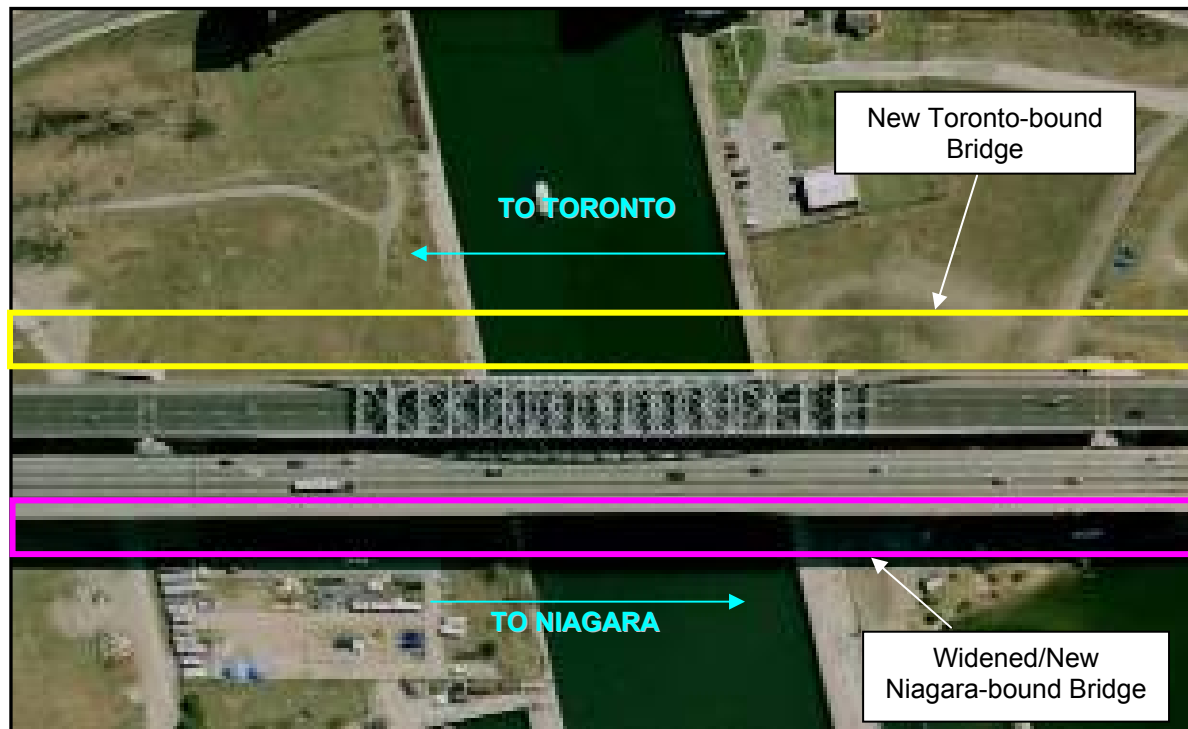 New Toronto-bound
Bridge
TO TORONTO
TO NIAGARA
Widened/New
Niagara-bound Bridge